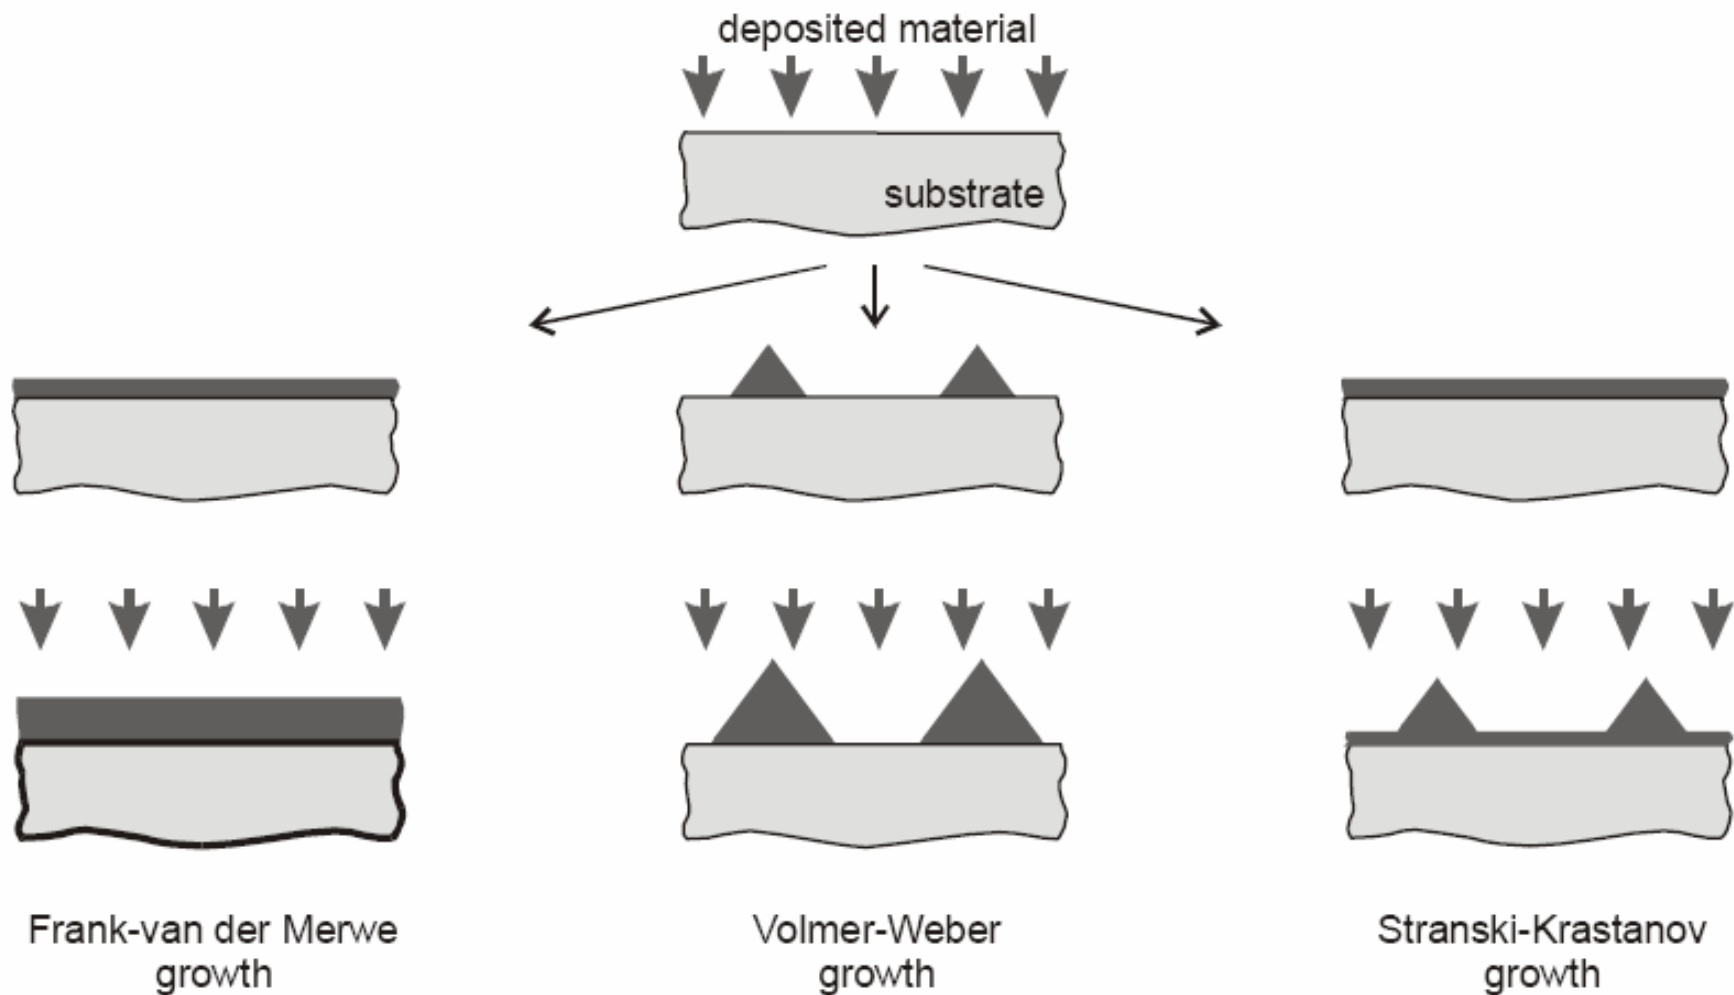 deposited material
substrate
Frank-van der Merwe
growth
Volmer-Weber
growth
Stranski-Krastanov
growth